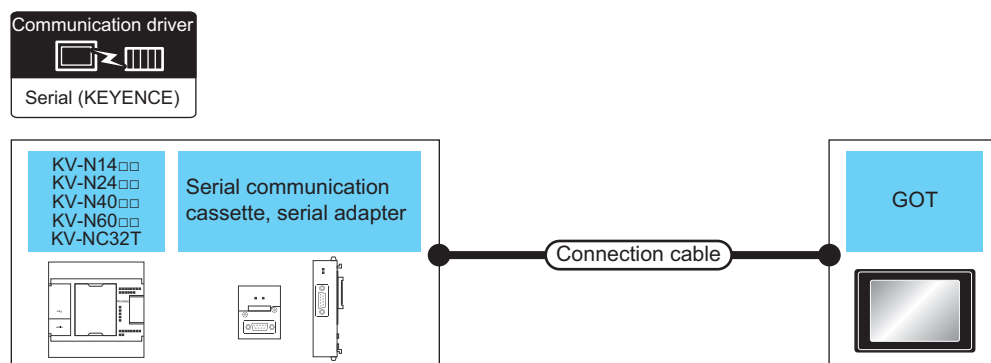 Communication driver
Serial (KEYENCE)
KV-N14□□
KV-N24□□
KV-N40□□
KV-N60□□
KV-NC32T
Serial communication
cassette, serial adapter
Connection cable
GOT